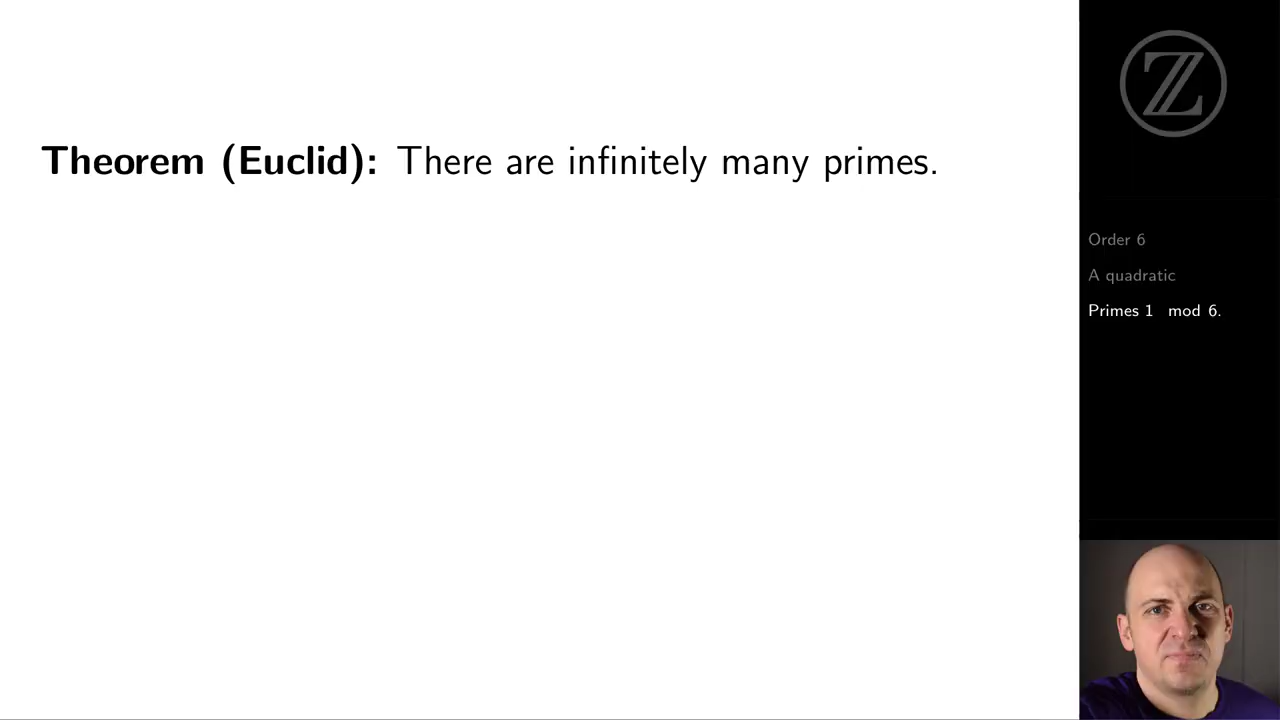 Theorem (Euclid): There are infinitely many primes.
ℤ
Order 6
A quadratic
Primes 1 mod 6.